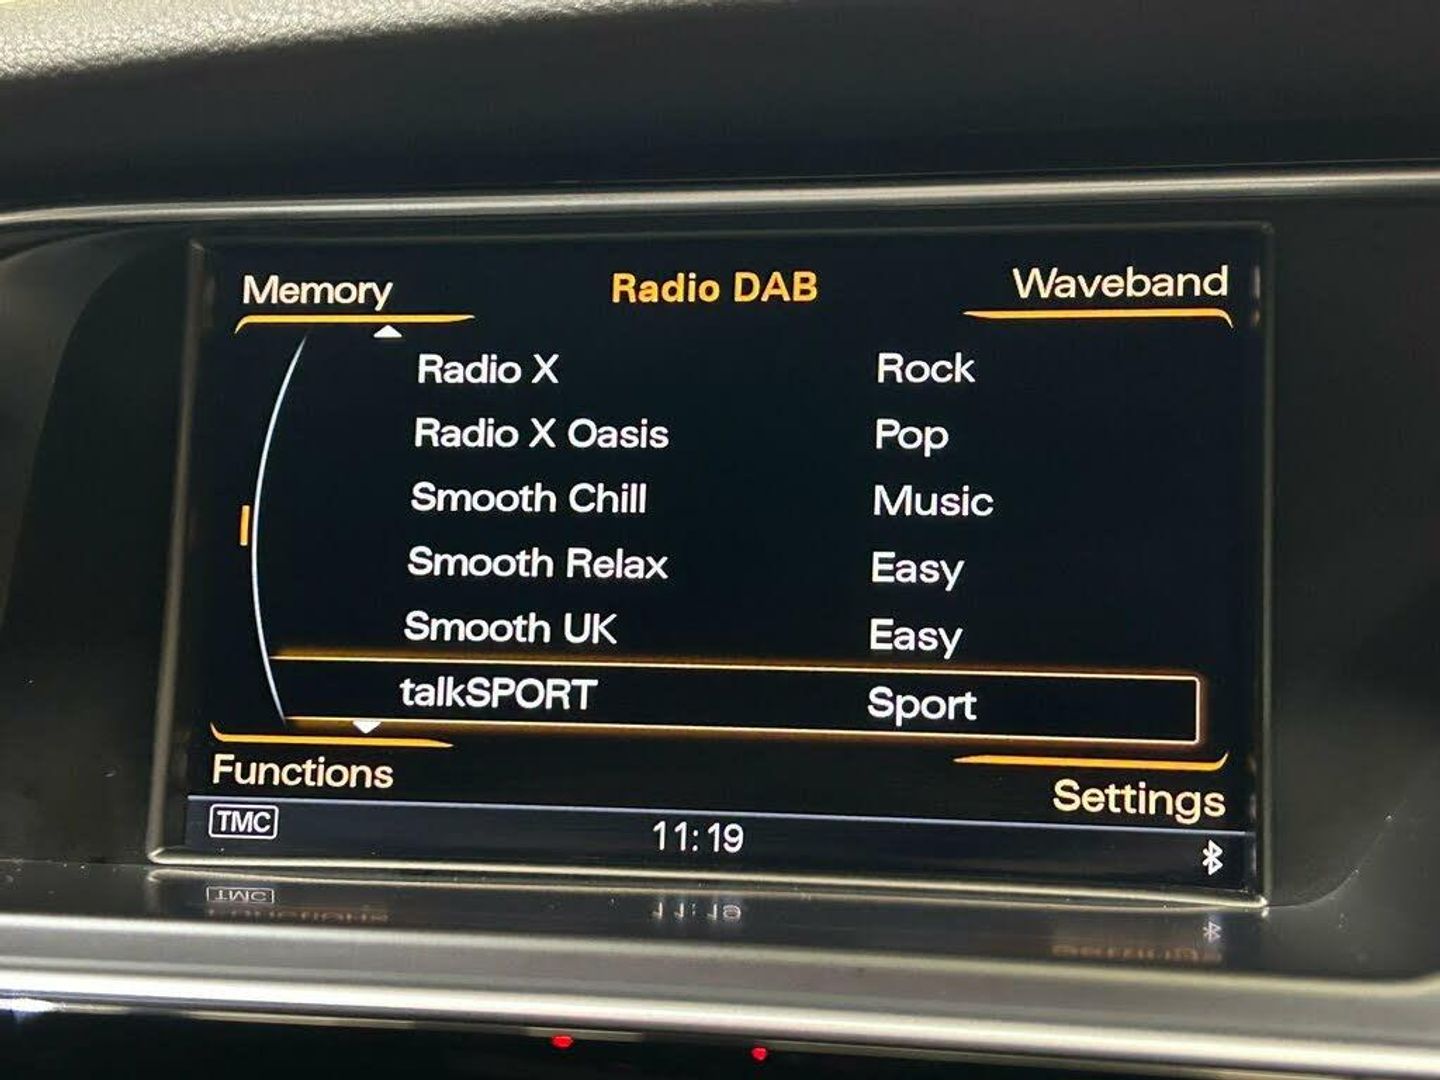 Memory Radio DAB Waveband
Radio X Rock
Radio X Oasis Pop
Smooth Chill Music
Smooth Relax Easy
Smooth UK Easy
talkSPORT Sport
Functions Settings
TMC 11:19